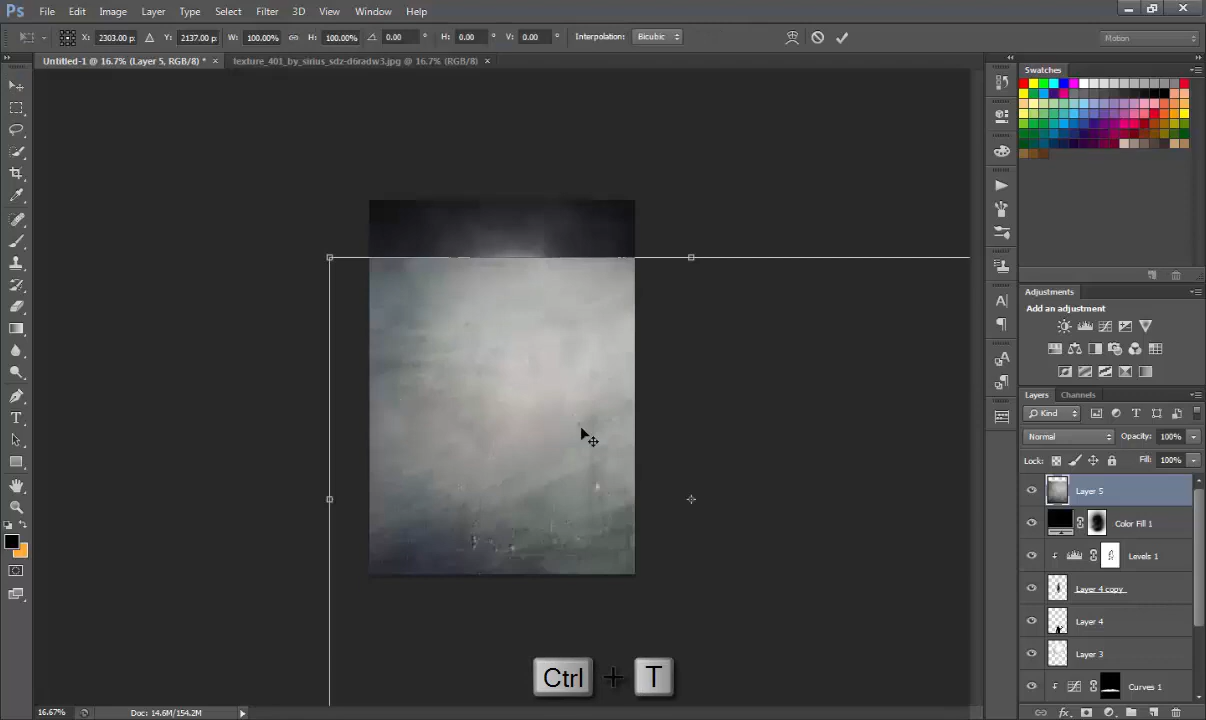 Ps File Edit Image Layer Type Select Filter 3D View Window Help
X: 2303.00 p: Y: 2137.00 p: W: 100.00% H: 100.00% 0.00 ° H: 0.00 ° V: 0.00 ° Interpolation: Bicubic Motion
Untitled-1 @ 16.7% (Layer 5, RGB/8) * × texture_401_by_sirius_sdz-d6radw3.jpg @ 16.7% (RGB/8) ×
Swatches
Adjustments
Add an adjustment
Layers Channels
Kind
Normal Opacity: 100%
Lock: Fill: 100%
Layer 5
Color Fill 1
Levels 1
Layer 4 copy
Layer 4
Layer 3
Curves 1
Ctrl + T
16.67% Doc: 14.6M/154.2M